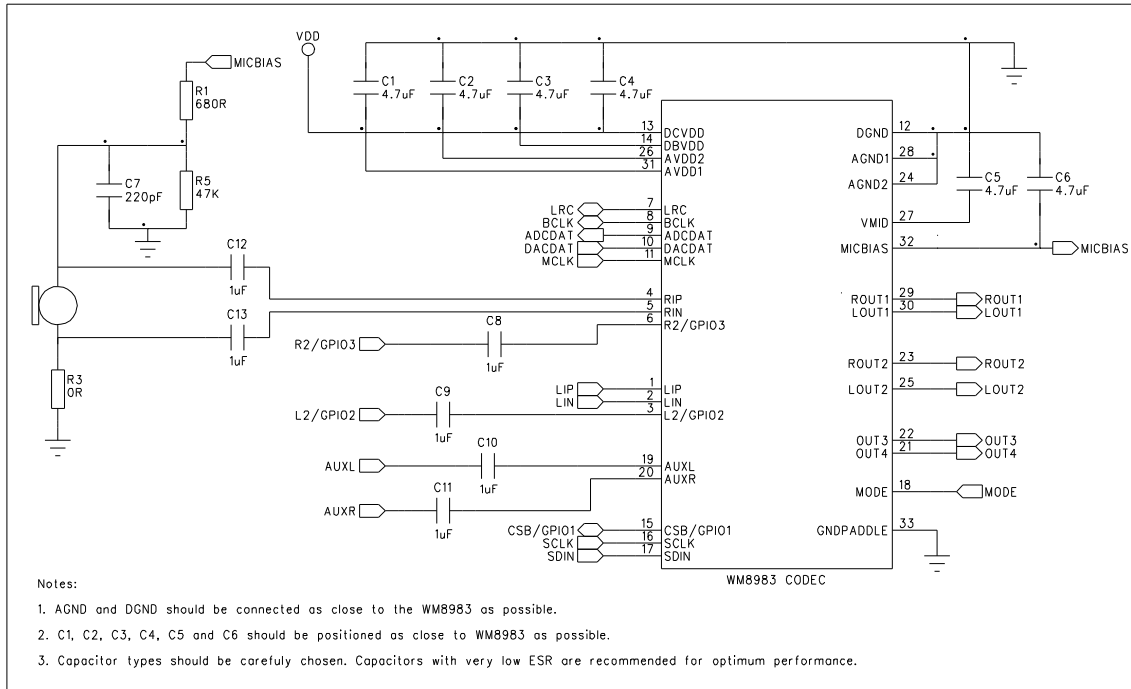 VDD
MICBIAS
R1
680R
C1
4.7uF
C2
4.7uF
C3
4.7uF
C4
4.7uF
C7
220pF
R5
47K
13 DCVDD
14 DBVDD
26 AVDD2
31 AVDD1
DGND 12
AGND1 28
AGND2 24
C5
4.7uF
C6
4.7uF
VMID 27
MICBIAS 32 MICBIAS
LRC 7 LRC
BCLK 8 BCLK
ADCDAT 9 ADCDAT
DACDAT 10 DACDAT
MCLK 11 MCLK
C12
1uF
C13
1uF
4 RIP
5 RIN
R2/GPIO3 6 R2/GPIO3
C8
1uF
ROUT1 29 ROUT1
LOUT1 30 LOUT1
ROUT2 23 ROUT2
LOUT2 25 LOUT2
R3
0R
LIP 1 LIP
LIN 2 LIN
L2/GPIO2 3 L2/GPIO2
C9
1uF
OUT3 22 OUT3
OUT4 21 OUT4
AUXL 19 AUXL
C10
1uF
AUXR 20 AUXR
C11
1uF
MODE 18 MODE
CSB/GPIO1 15 CSB/GPIO1
SCLK 16 SCLK
SDIN 17 SDIN
GNDPADDLE 33
WM8983 CODEC
Notes:
1. AGND and DGND should be connected as close to the WM8983 as possible.
2. C1, C2, C3, C4, C5 and C6 should be positioned as close to WM8983 as possible.
3. Capacitor types should be carefuly chosen. Capacitors with very low ESR are recommended for optimum performance.